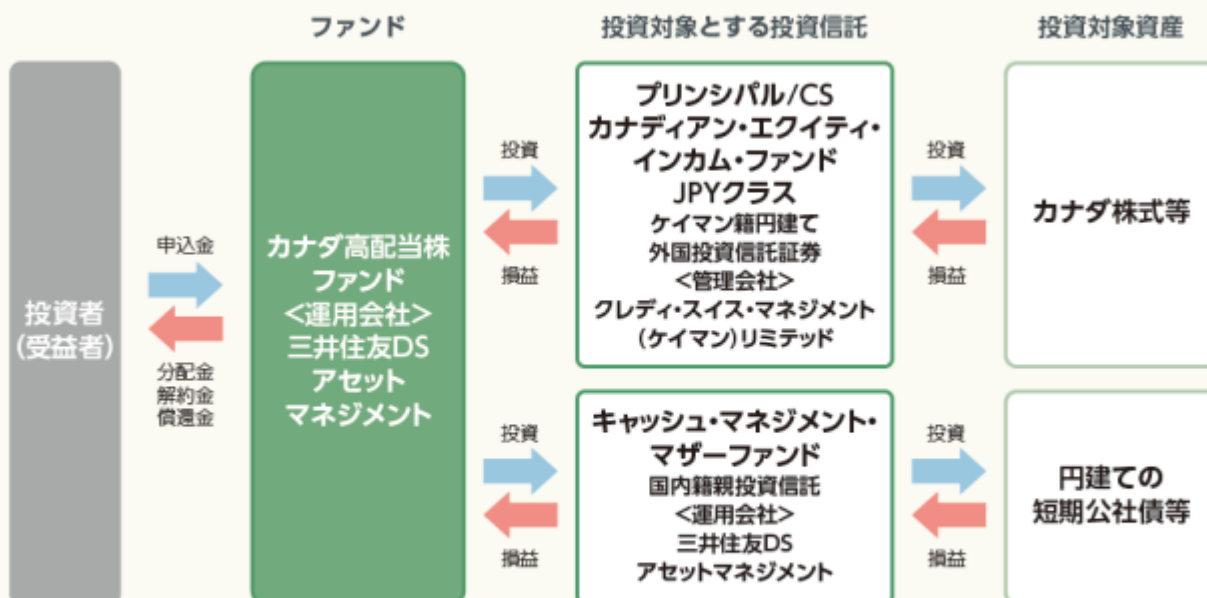 ファンド
投資対象とする投資信託
投資対象資産
投資者
(受益者)
申込金
分配金
解約金
償還金
カナダ高配当株
ファンド
<運用会社>
三井住友DS
アセット
マネジメント
投資
損益
プリンシパル/CS
カナディアン・エクイティ・
インカム・ファンド
JPYクラス
ケイマン籍円建て
外国投資信託証券
<管理会社>
クレディ・スイス・マネジメント
(ケイマン)リミテッド
投資
損益
カナダ株式等
投資
損益
キャッシュ・マネジメント・
マザーファンド
国内籍親投資信託
<運用会社>
三井住友DS
アセットマネジメント
投資
損益
円建ての
短期公社債等